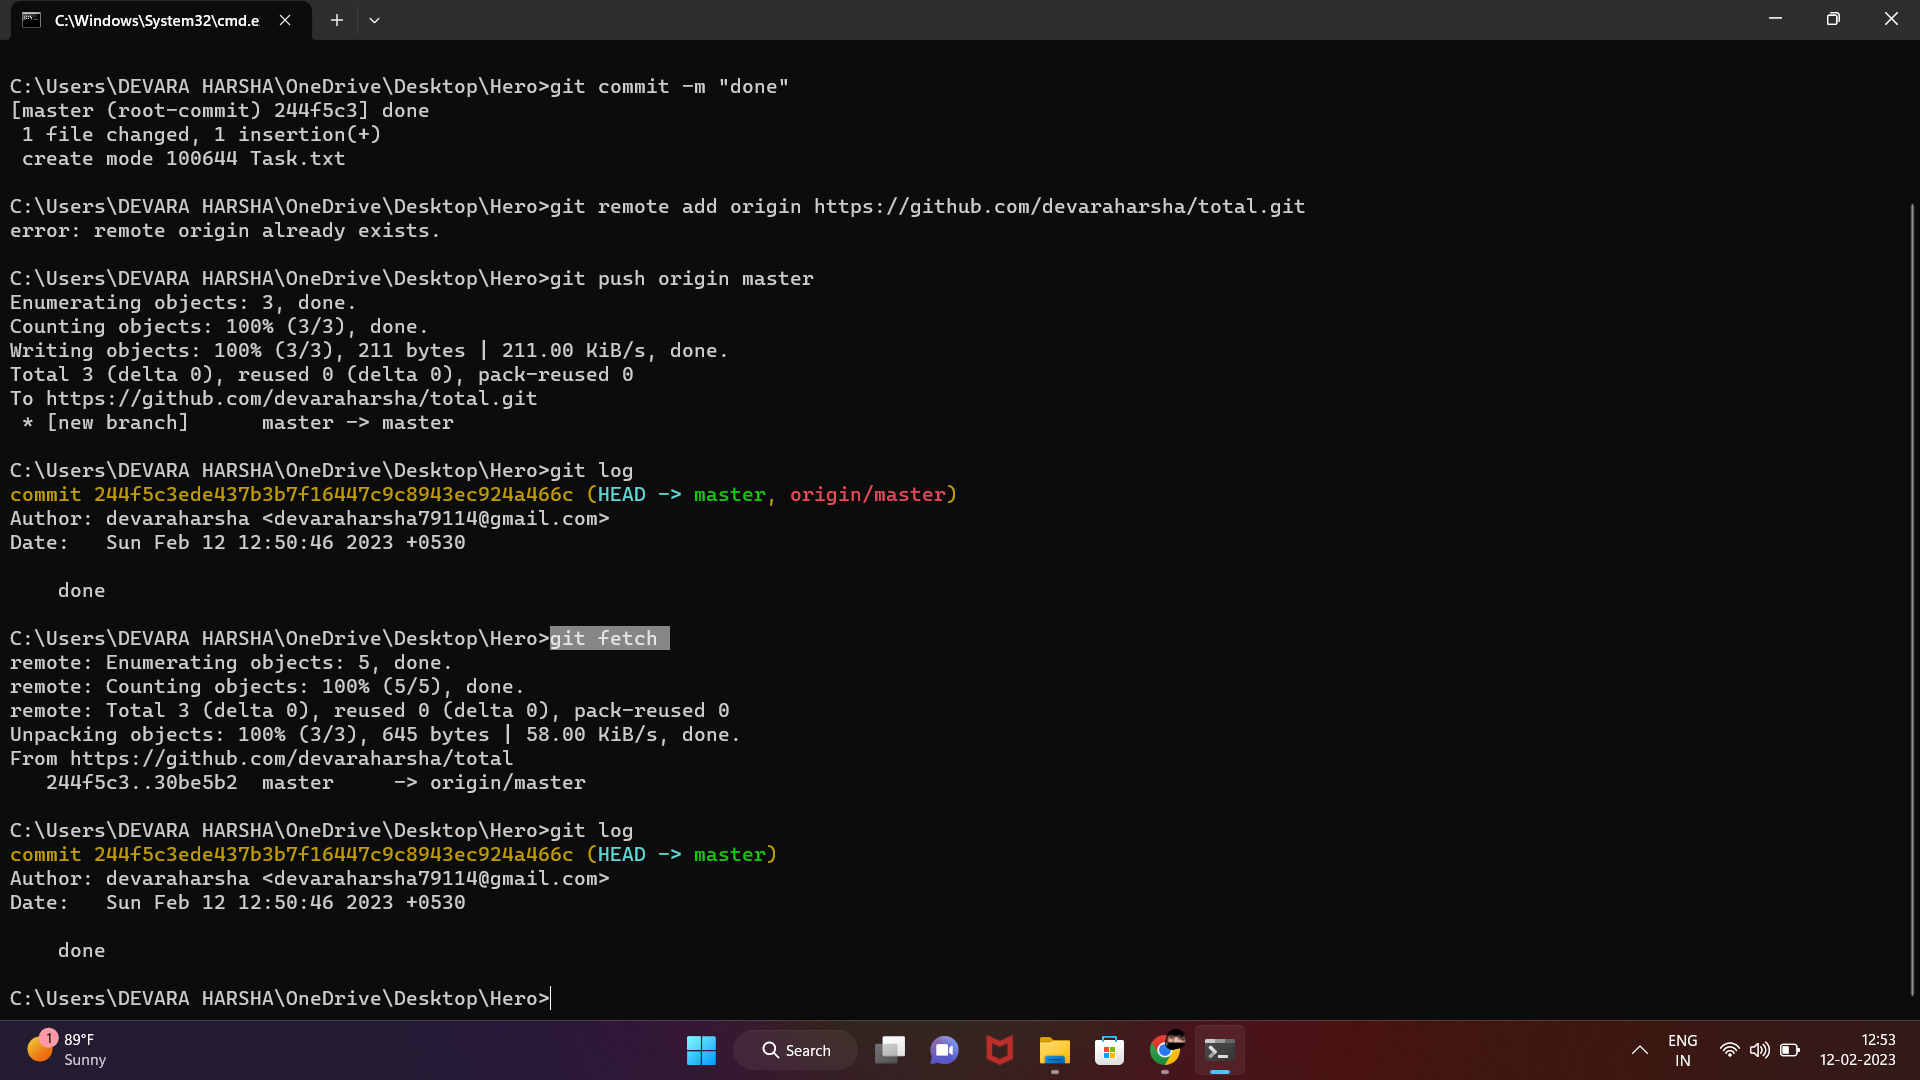 C:\Windows\System32\cmd.e
C:\Users\DEVARA HARSHA\OneDrive\Desktop\Hero>git commit -m "done"
[master (root-commit) 244f5c3] done
 1 file changed, 1 insertion(+)
 create mode 100644 Task.txt
C:\Users\DEVARA HARSHA\OneDrive\Desktop\Hero>git remote add origin https://github.com/devaraharsha/total.git
error: remote origin already exists.
C:\Users\DEVARA HARSHA\OneDrive\Desktop\Hero>git push origin master
Enumerating objects: 3, done.
Counting objects: 100% (3/3), done.
Writing objects: 100% (3/3), 211 bytes | 211.00 KiB/s, done.
Total 3 (delta 0), reused 0 (delta 0), pack-reused 0
To https://github.com/devaraharsha/total.git
 * [new branch]      master -> master
C:\Users\DEVARA HARSHA\OneDrive\Desktop\Hero>git log
commit 244f5c3ede437b3b7f16447c9c8943ec924a466c (HEAD -> master, origin/master)
Author: devaraharsha <devaraharsha79114@gmail.com>
Date:   Sun Feb 12 12:50:46 2023 +0530
    done
C:\Users\DEVARA HARSHA\OneDrive\Desktop\Hero>git fetch
remote: Enumerating objects: 5, done.
remote: Counting objects: 100% (5/5), done.
remote: Total 3 (delta 0), reused 0 (delta 0), pack-reused 0
Unpacking objects: 100% (3/3), 645 bytes | 58.00 KiB/s, done.
From https://github.com/devaraharsha/total
   244f5c3..30be5b2  master     -> origin/master
C:\Users\DEVARA HARSHA\OneDrive\Desktop\Hero>git log
commit 244f5c3ede437b3b7f16447c9c8943ec924a466c (HEAD -> master)
Author: devaraharsha <devaraharsha79114@gmail.com>
Date:   Sun Feb 12 12:50:46 2023 +0530
    done
C:\Users\DEVARA HARSHA\OneDrive\Desktop\Hero>
1
89°F
Sunny
Search
ENG
IN
12:53
12-02-2023